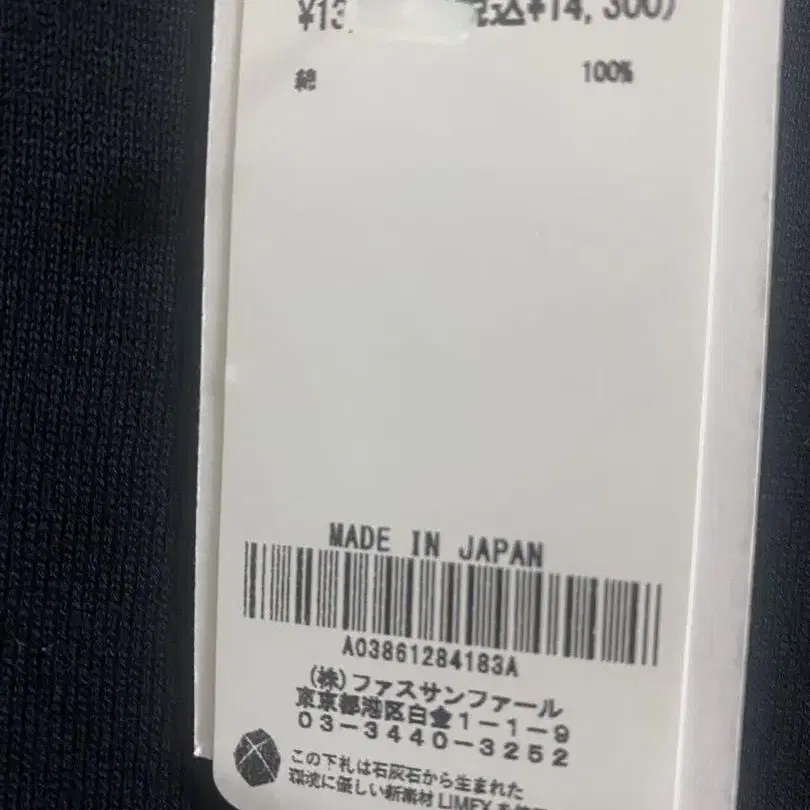 ¥13, 税込¥14,300)
綿 100%
MADE IN JAPAN
A03861284183A
(株)ファスサンファール
東京都港区白金1-1-9
03-3440-3252
この下札は石灰石から生まれた
環境に優しい新素材 LIMEX を